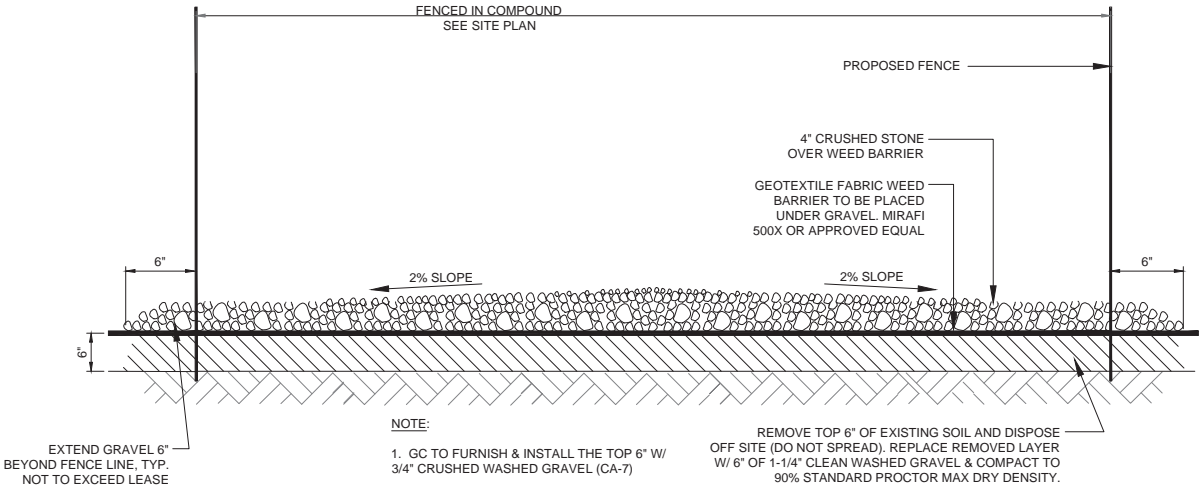 FENCED IN COMPOUND
SEE SITE PLAN
PROPOSED FENCE
4" CRUSHED STONE
OVER WEED BARRIER
GEOTEXTILE FABRIC WEED
BARRIER TO BE PLACED
UNDER GRAVEL. MIRAFI
500X OR APPROVED EQUAL
6"
2% SLOPE
2% SLOPE
6"
6"
EXTEND GRAVEL 6"
BEYOND FENCE LINE, TYP.
NOT TO EXCEED LEASE
NOTE:
1. GC TO FURNISH & INSTALL THE TOP 6" W/
3/4" CRUSHED WASHED GRAVEL (CA-7)
REMOVE TOP 6" OF EXISTING SOIL AND DISPOSE
OFF SITE (DO NOT SPREAD). REPLACE REMOVED LAYER
W/ 6" OF 1-1/4" CLEAN WASHED GRAVEL & COMPACT TO
90% STANDARD PROCTOR MAX DRY DENSITY.